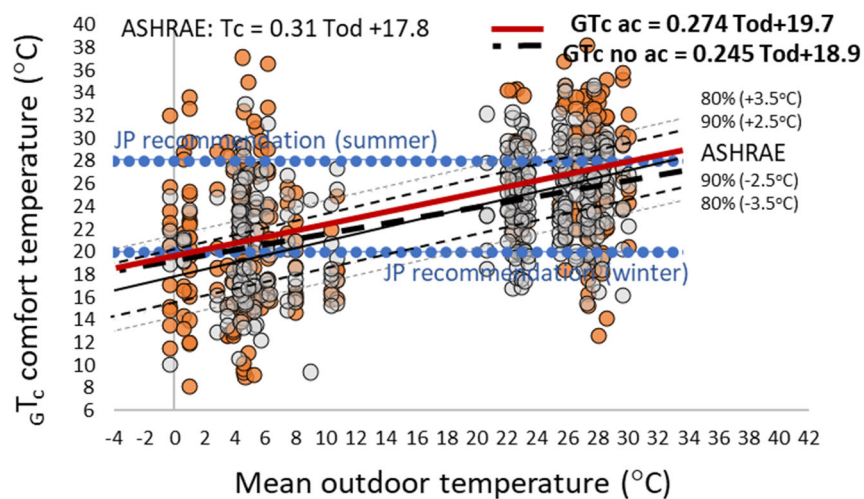 ASHRAE: Tc = 0.31 Tod +17.8
GTc ac = 0.274 Tod+19.7
GTc no ac = 0.245 Tod+18.9
80% (+3.5°C)
90% (+2.5°C)
ASHRAE
90% (-2.5°C)
80% (-3.5°C)
JP recommendation (summer)
JP recommendation (winter)
GTC comfort temperature (°C)
40
38
36
34
32
30
28
26
24
22
20
18
16
14
12
10
8
6
-4 -2 0 2 4 6 8 10 12 14 16 18 20 22 24 26 28 30 32 34 36 38 40 42
Mean outdoor temperature (°C)